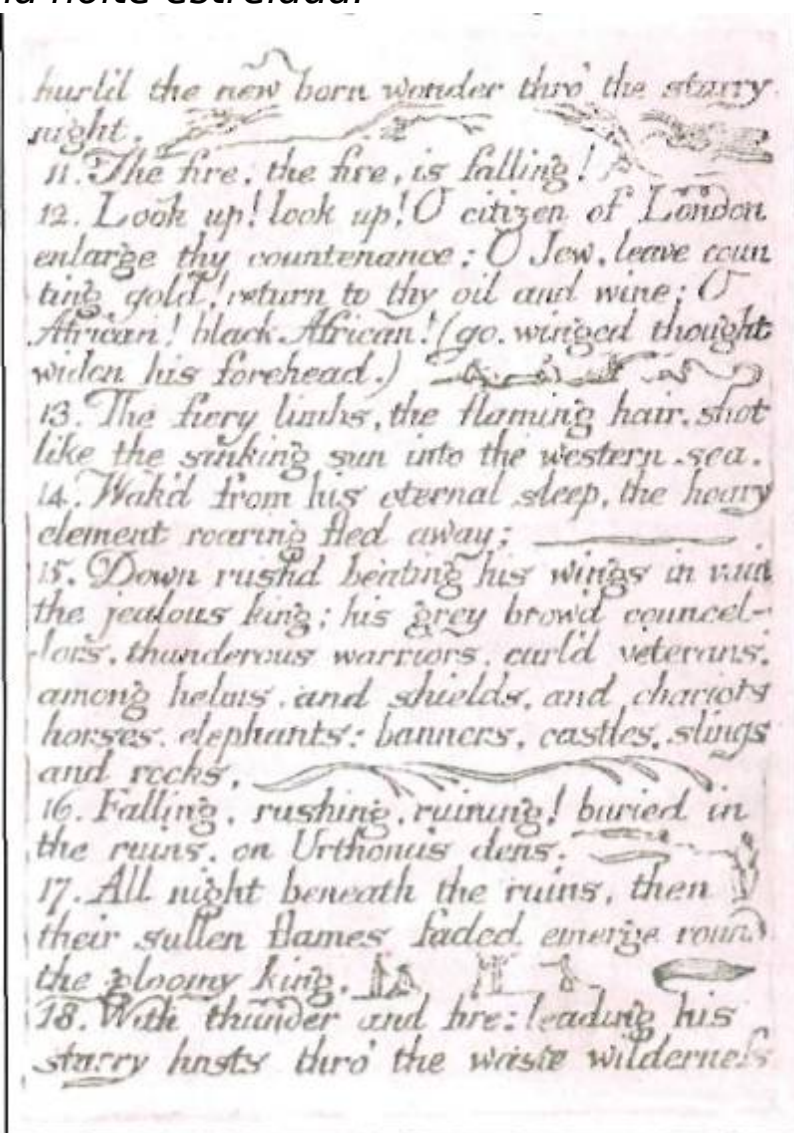 na noite estrelada.
hurl'd the new born wonder thro' the starry
night.
11. The fire, the fire, is falling!
12. Look up! look up! O citizen of London
enlarge thy countenance; O Jew, leave coun
ting gold! return to thy oil and wine; O
African! black African! (go. winged thought
widen his forehead.)
13. The fiery limbs, the flaming hair, shot
like the sinking sun into the western sea.
14. Wak'd from his eternal sleep, the hoary
element roaring fled away;
15. Down rushd beating his wings in vain
the jealous king; his grey brow'd councel-
lors, thunderous warriors, curl'd veterans,
among helms, and shields, and chariots
horses, elephants: banners, castles, slings
and rocks,
16. Falling, rushing, ruining! buried in
the ruins, on Urthona's dens.
17. All night beneath the ruins, then
their sullen flames faded emerge round
the gloomy king,
18. With thunder and fire: leading his
starry hosts thro' the waste wilderness